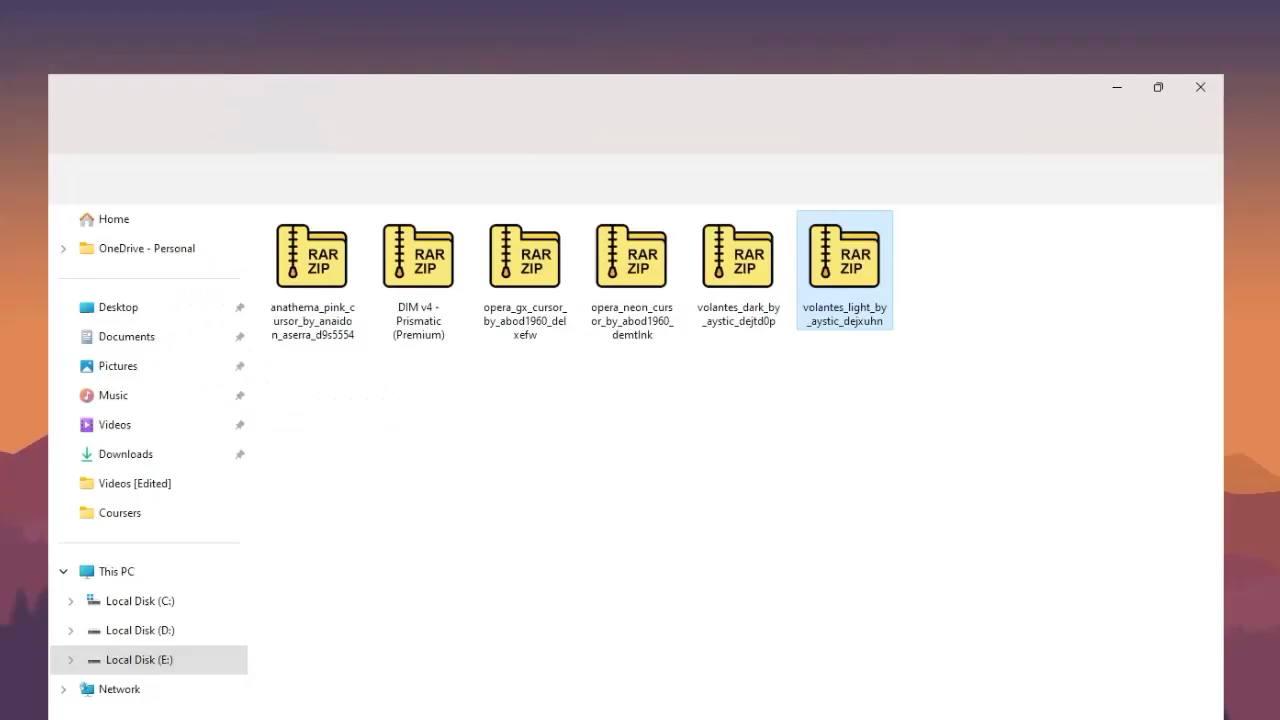 Home
OneDrive - Personal
Desktop
Documents
Pictures
Music
Videos
Downloads
Videos [Edited]
Coursers
This PC
Local Disk (C:)
Local Disk (D:)
Local Disk (E:)
Network
RAR
ZIP
anathema_pink_c
ursor_by_anaido
n_aserra_d9s5554
RAR
ZIP
DIM v4 -
Prismatic
(Premium)
RAR
ZIP
opera_gx_cursor_
by_abod1960_del
xefw
RAR
ZIP
opera_neon_curs
or_by_abod1960_
demtlnk
RAR
ZIP
volantes_dark_by
_aystic_dejtd0p
RAR
ZIP
volantes_light_by
_aystic_dejxuhn